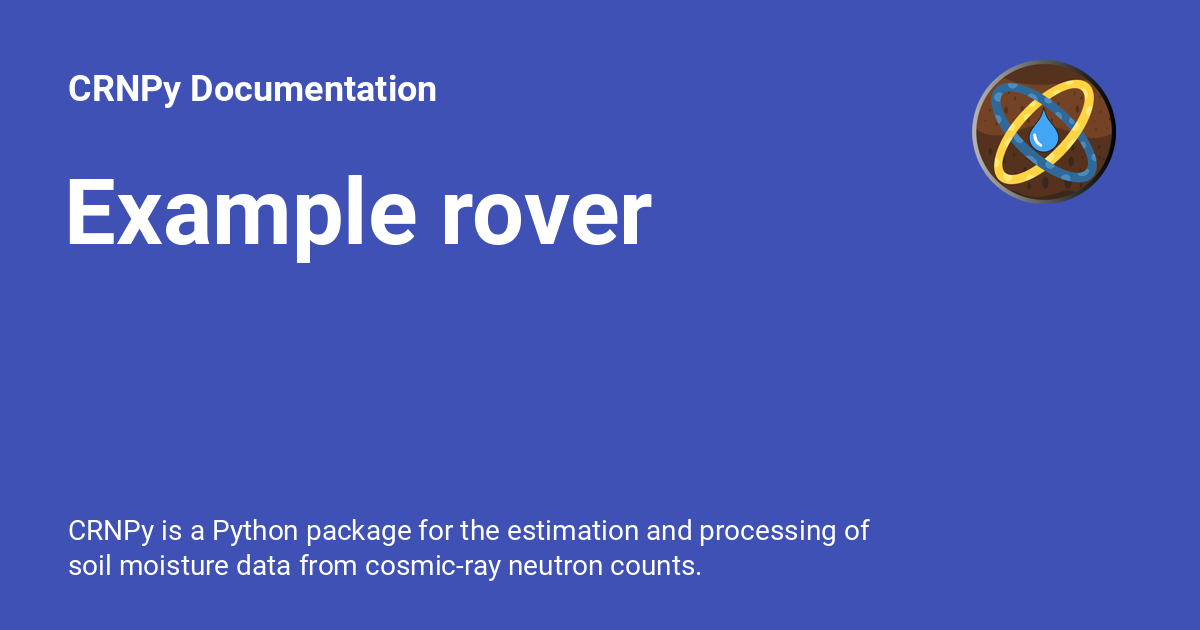 CRNPy Documentation
Example rover
CRNPy is a Python package for the estimation and processing of
soil moisture data from cosmic-ray neutron counts.